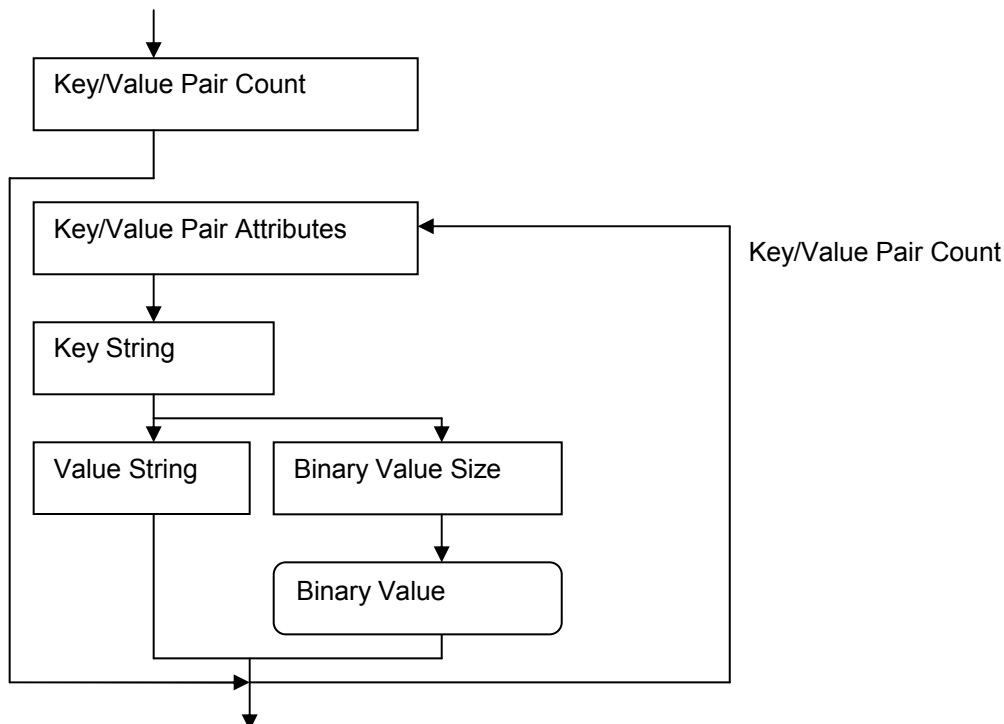 Key/Value Pair Count
Key/Value Pair Attributes
Key/Value Pair Count
Key String
Value String
Binary Value Size
Binary Value